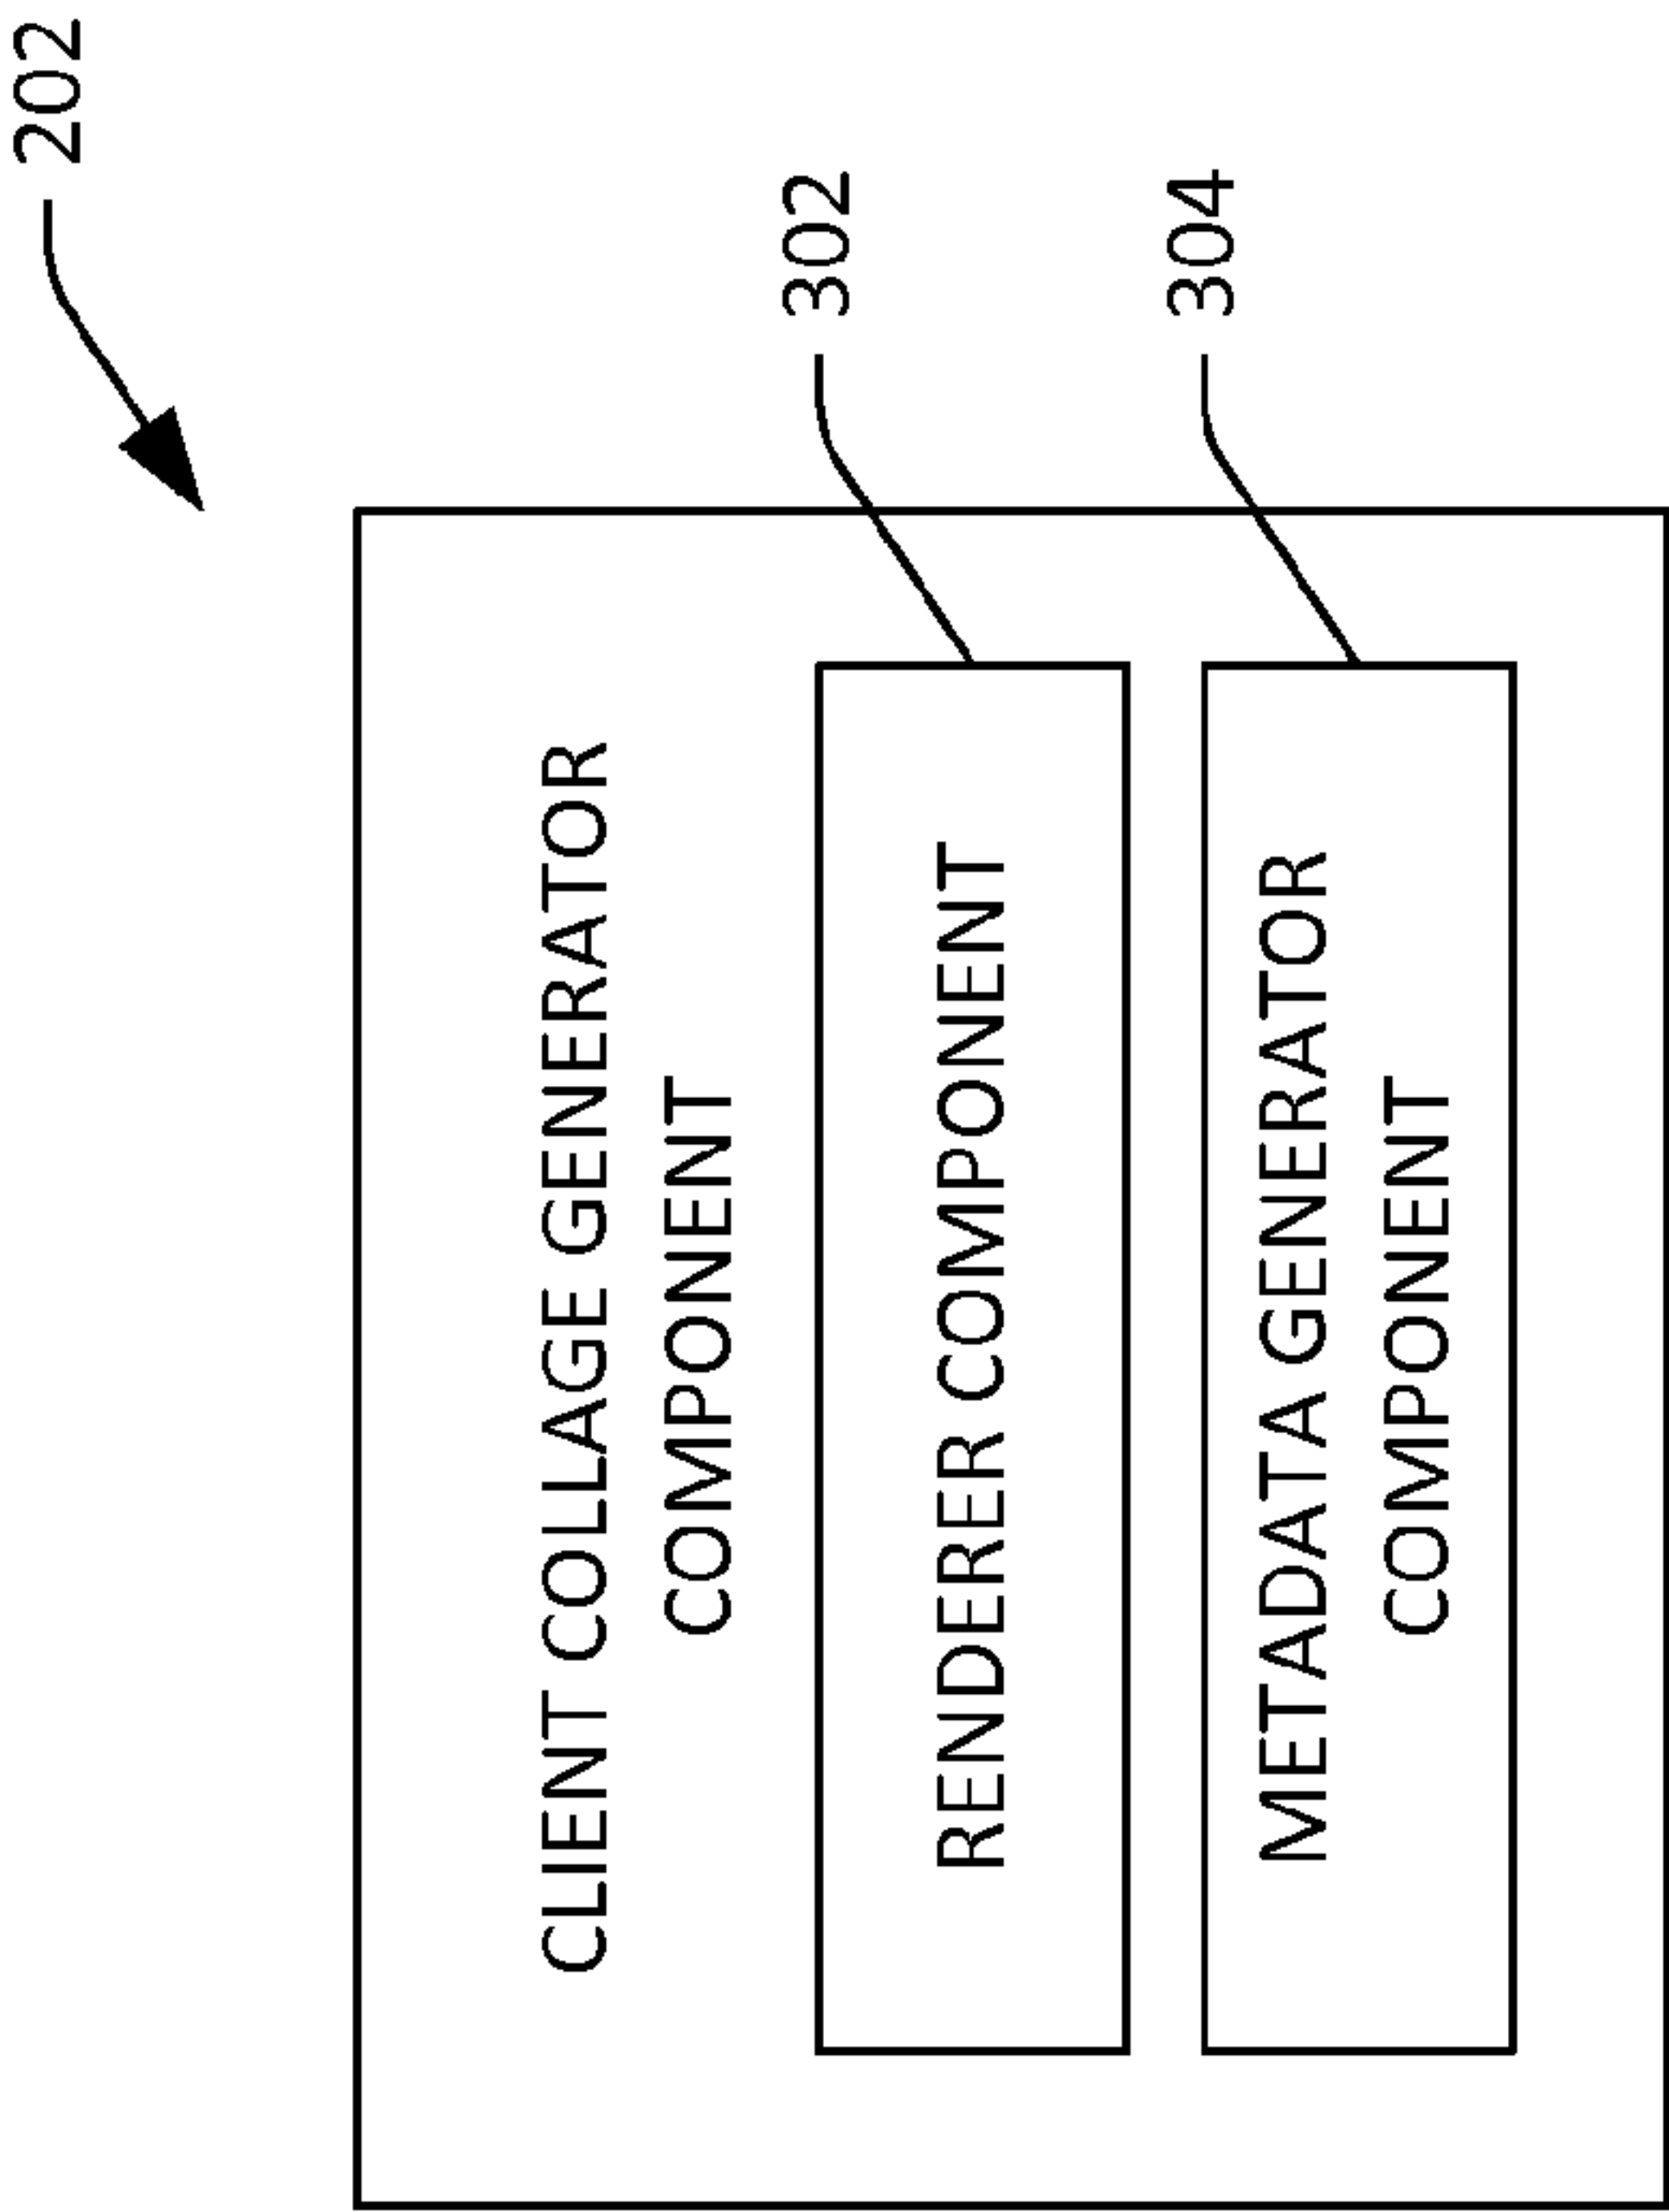 202
CLIENT COLLAGE GENERATOR
COMPONENT
302
RENDERER COMPONENT
304
METADATA GENERATOR
COMPONENT